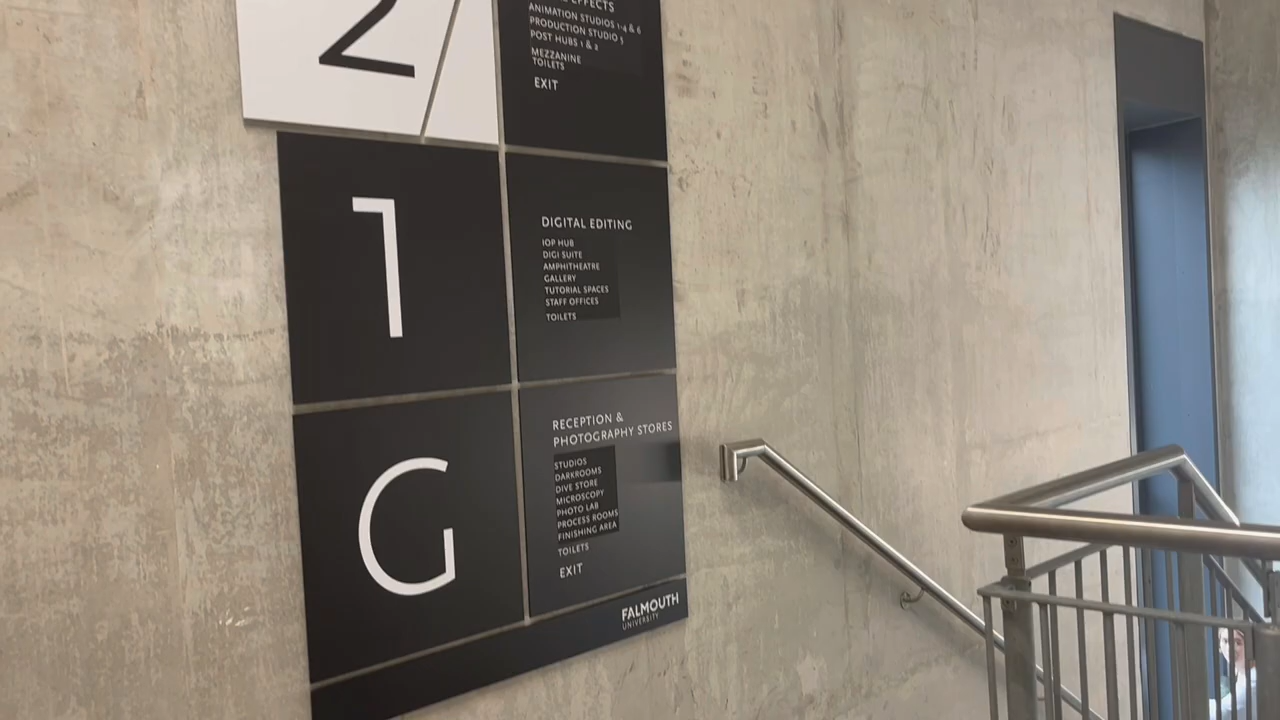 2
EFFECTS
ANIMATION STUDIOS 1-4 & 6
PRODUCTION STUDIO 5
POST HUBS 1 & 2
MEZZANINE
TOILETS
EXIT
1
DIGITAL EDITING
IOP HUB
DIGI SUITE
AMPHITHEATRE
GALLERY
TUTORIAL SPACES
STAFF OFFICES
TOILETS
G
RECEPTION &
PHOTOGRAPHY STORES
STUDIOS
DARKROOMS
DIVE STORE
MICROSCOPY
PHOTO LAB
PROCESS ROOMS
FINISHING AREA
TOILETS
EXIT
FALMOUTH
UNIVERSITY